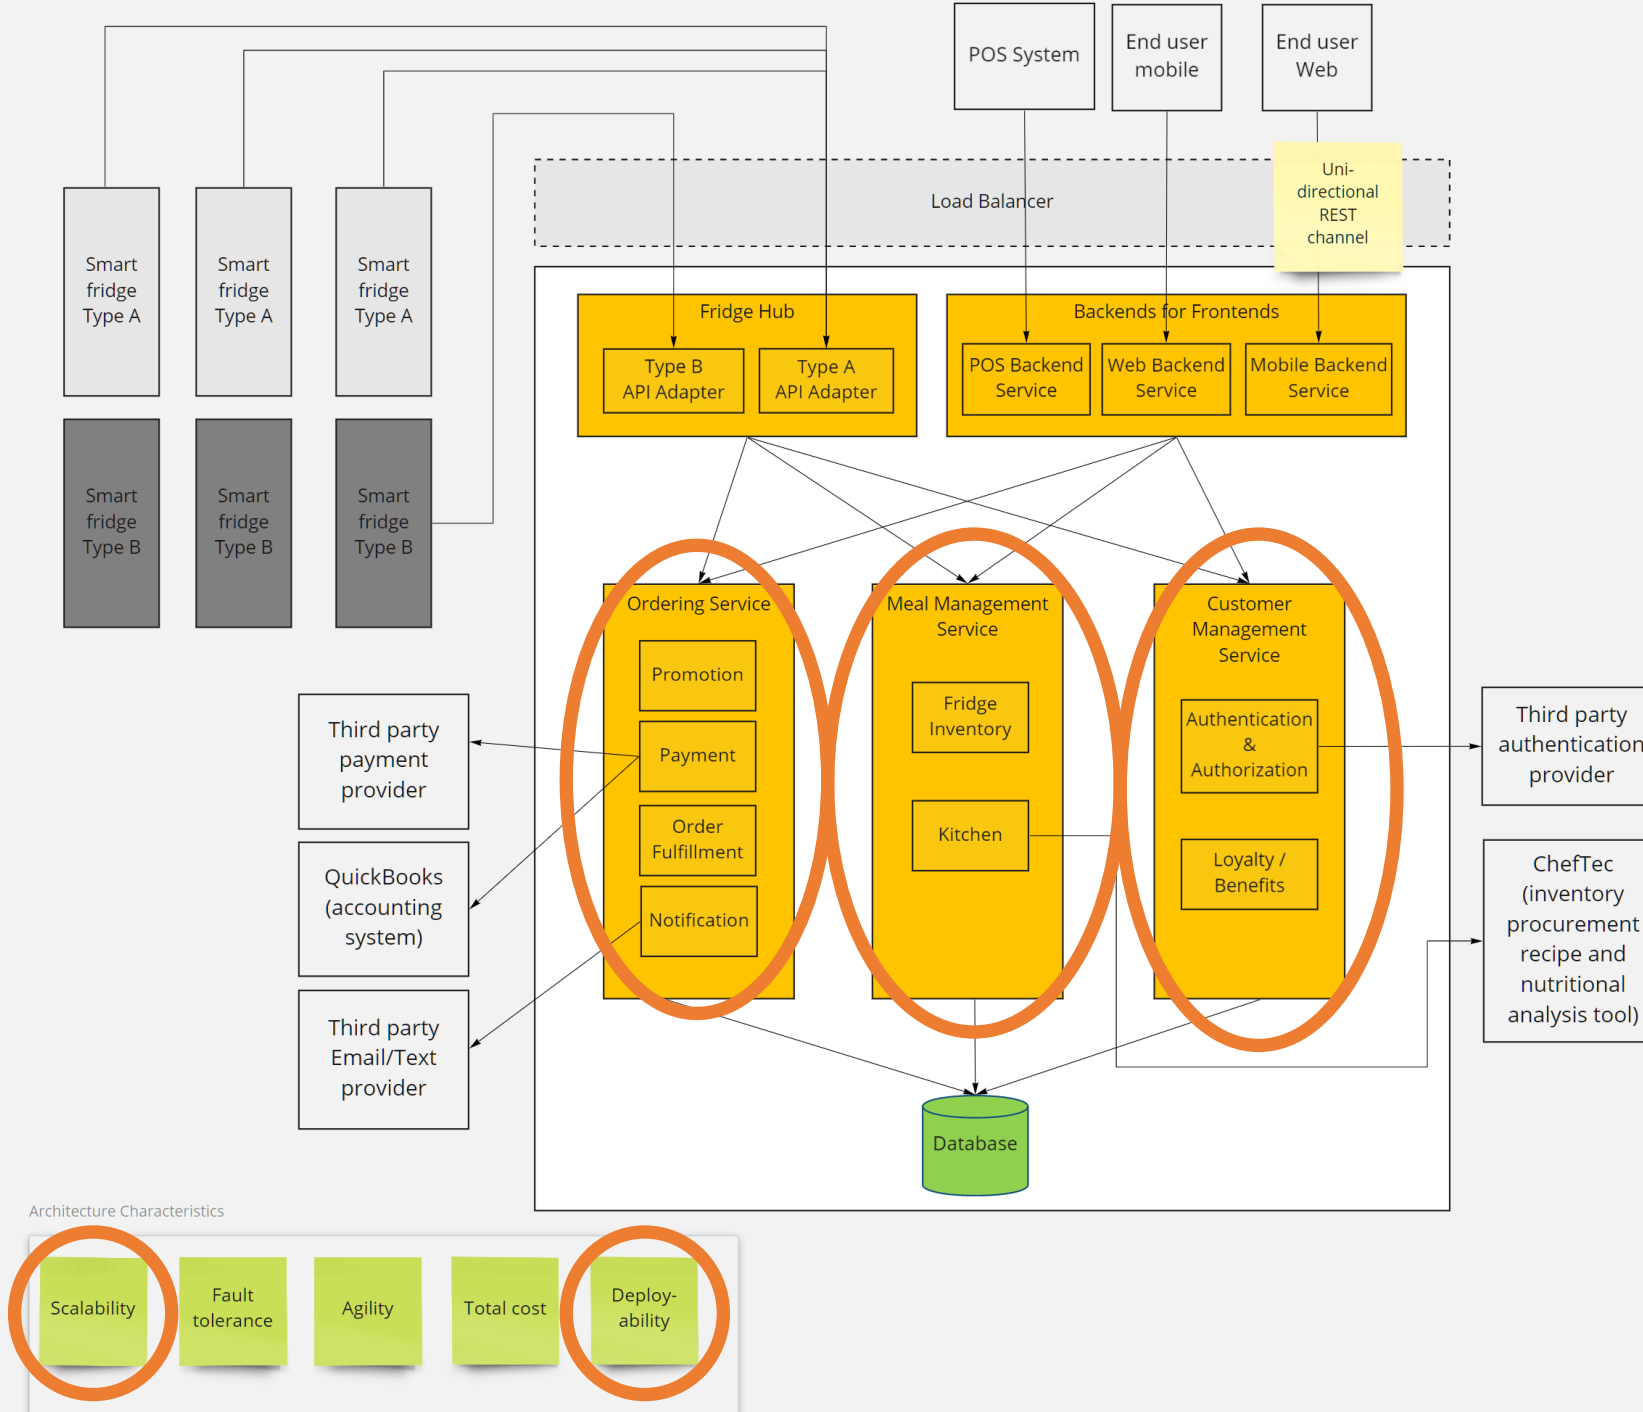 POS System
End user
mobile
End user
Web
Load Balancer
Uni-
directional
REST
channel
Smart
fridge
Type A
Smart
fridge
Type A
Smart
fridge
Type A
Fridge Hub
Type B
API Adapter
Type A
API Adapter
Backends for Frontends
POS Backend
Service
Web Backend
Service
Mobile Backend
Service
Smart
fridge
Type B
Smart
fridge
Type B
Smart
fridge
Type B
Ordering Service
Promotion
Payment
Order
Fulfillment
Notification
Meal Management
Service
Fridge
Inventory
Kitchen
Customer
Management
Service
Authentication
&
Authorization
Loyalty /
Benefits
Third party
payment
provider
QuickBooks
(accounting
system)
Third party
Email/Text
provider
Third party
authentication
provider
ChefTec
(inventory
procurement
recipe and
nutritional
analysis tool)
Database
Architecture Characteristics
Scalability
Fault
tolerance
Agility
Total cost
Deploy-
ability